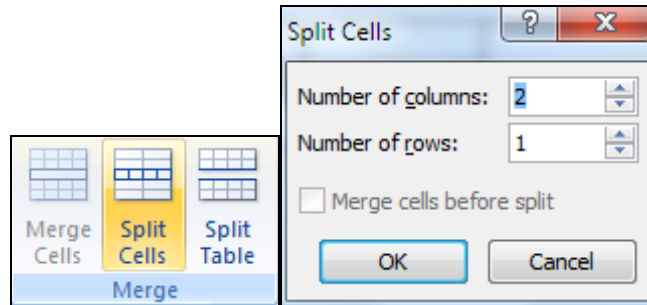 Merge Cells
Split Cells
Split Table
Merge
Split Cells
Number of columns: 2
Number of rows: 1
Merge cells before split
OK Cancel